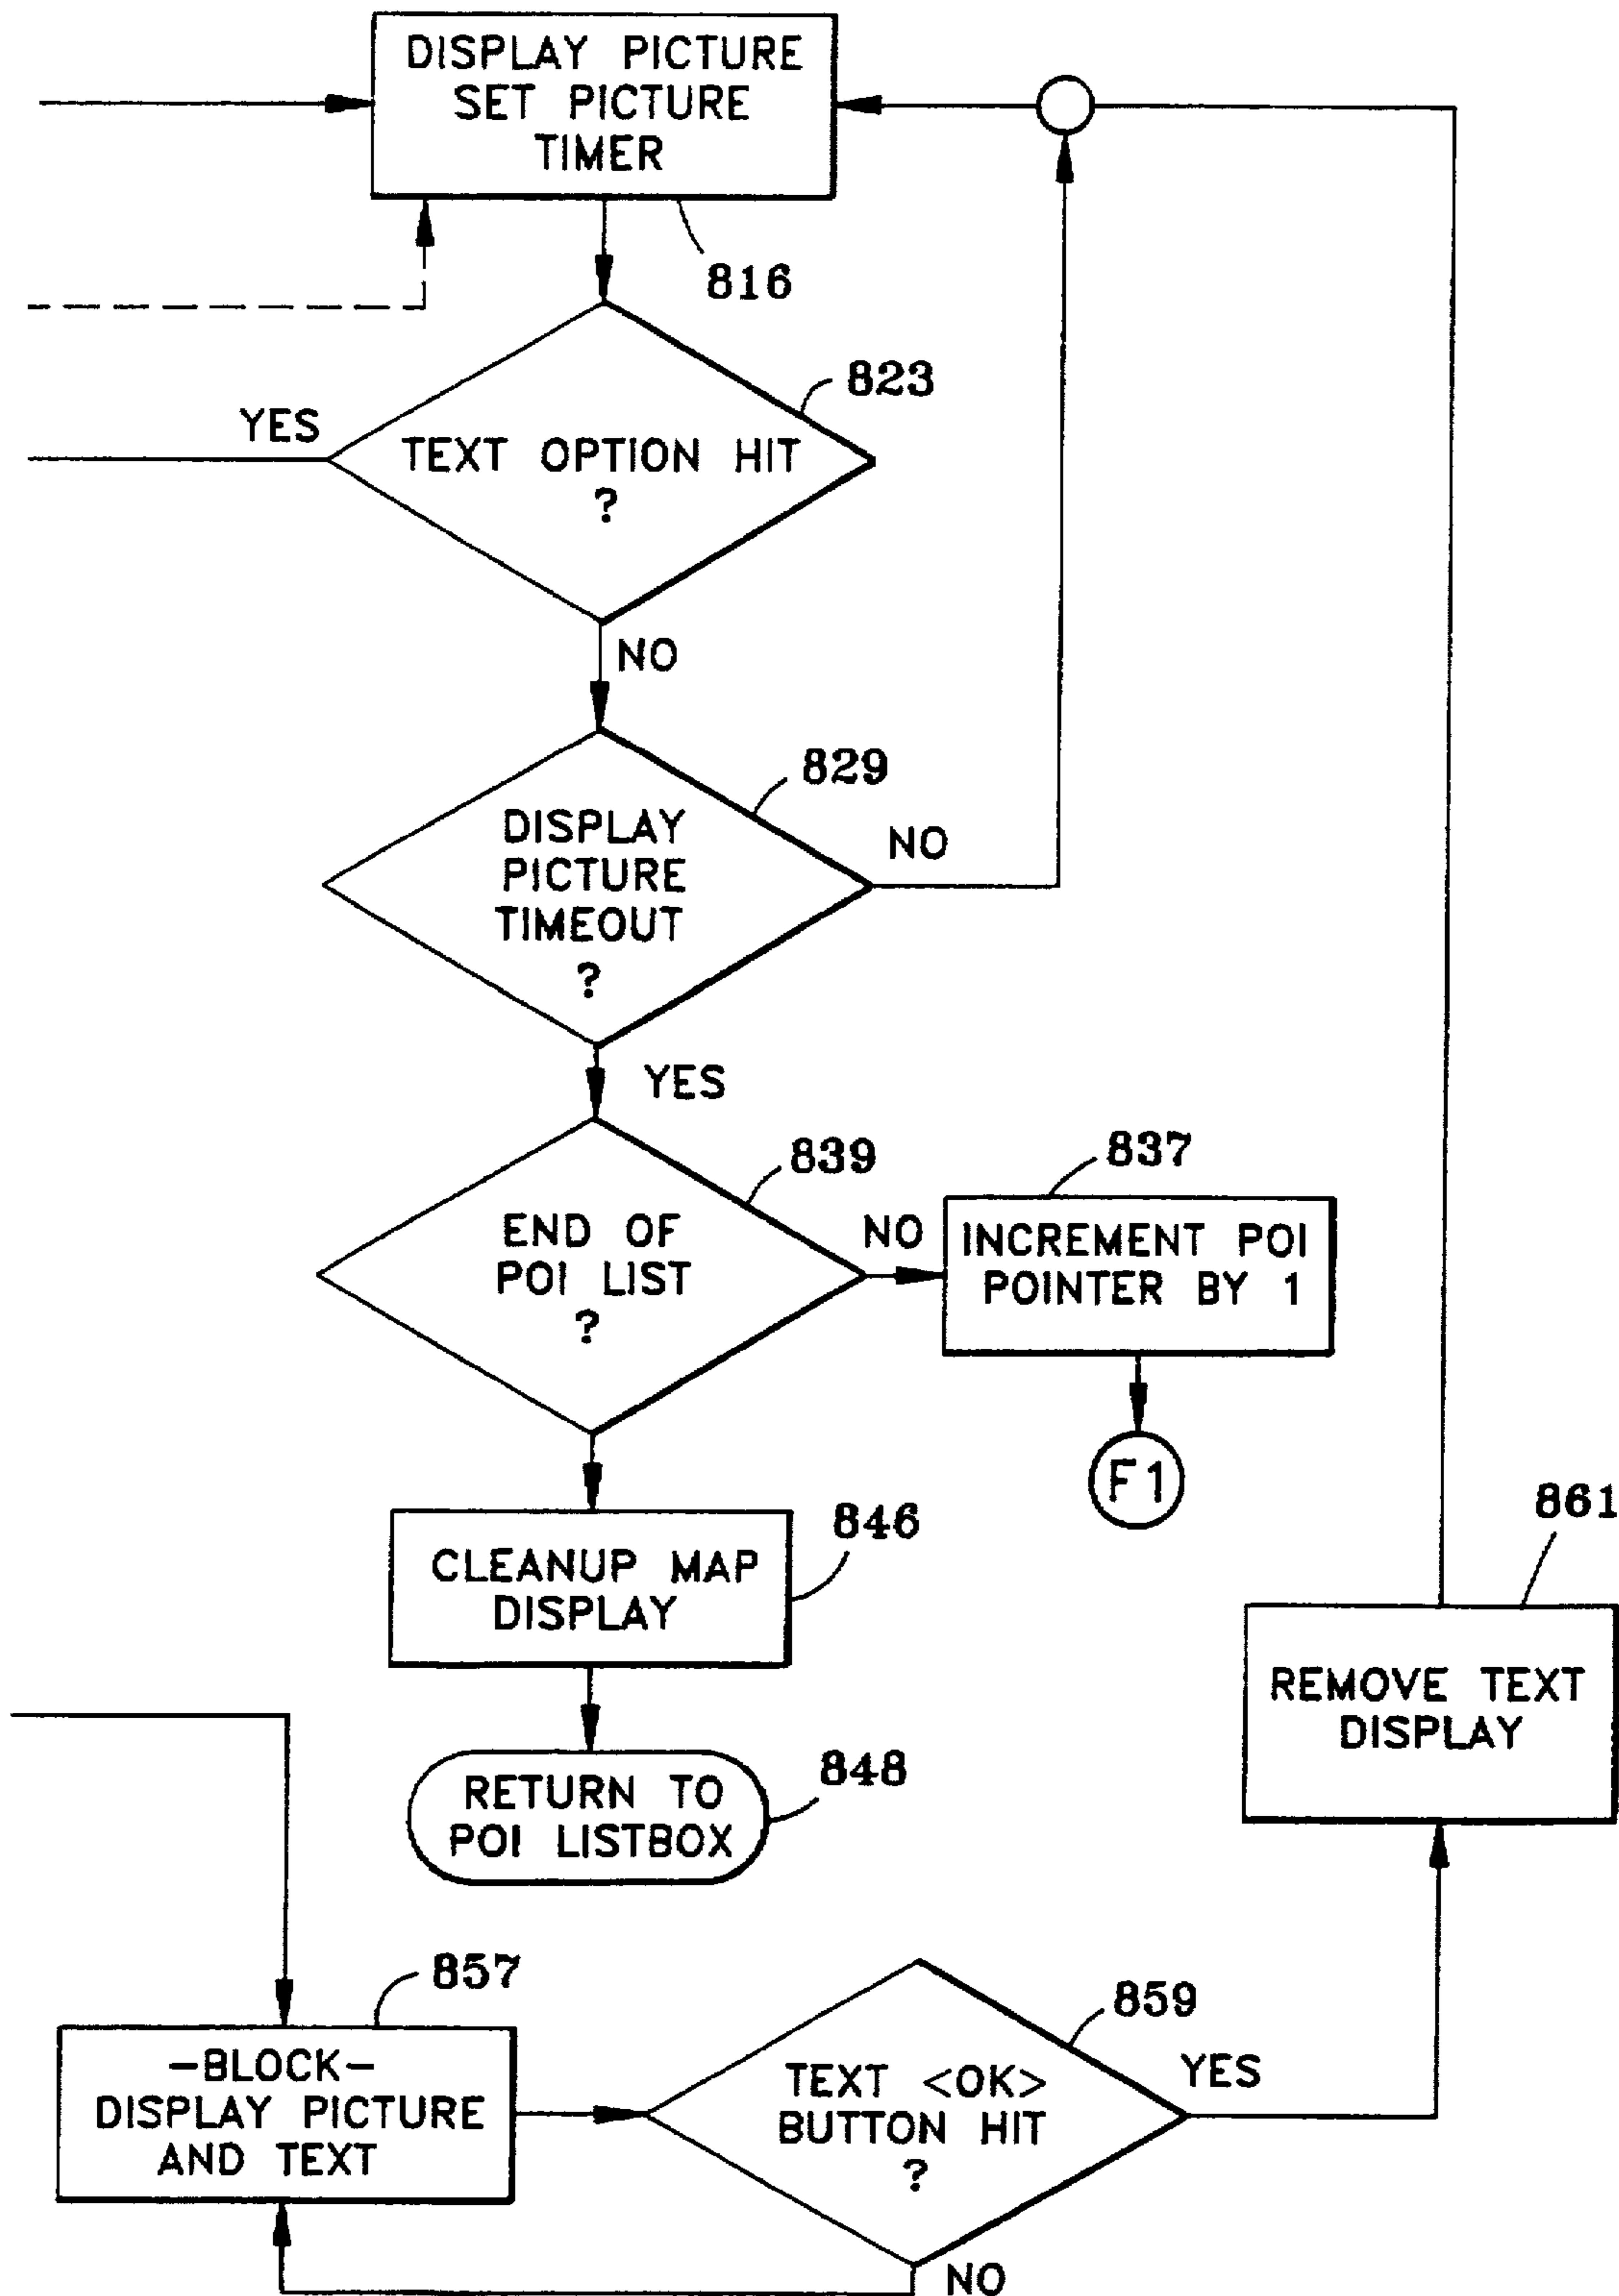 DISPLAY PICTURE
SET PICTURE
TIMER
816
823
YES
TEXT OPTION HIT
?
NO
829
DISPLAY
PICTURE
TIMEOUT
?
NO
YES
839
END OF
POI LIST
?
NO
837
INCREMENT POI
POINTER BY 1
F1
846
CLEANUP MAP
DISPLAY
861
REMOVE TEXT
DISPLAY
848
RETURN TO
POI LISTBOX
857
-BLOCK-
DISPLAY PICTURE
AND TEXT
859
TEXT <OK>
BUTTON HIT
?
YES
NO